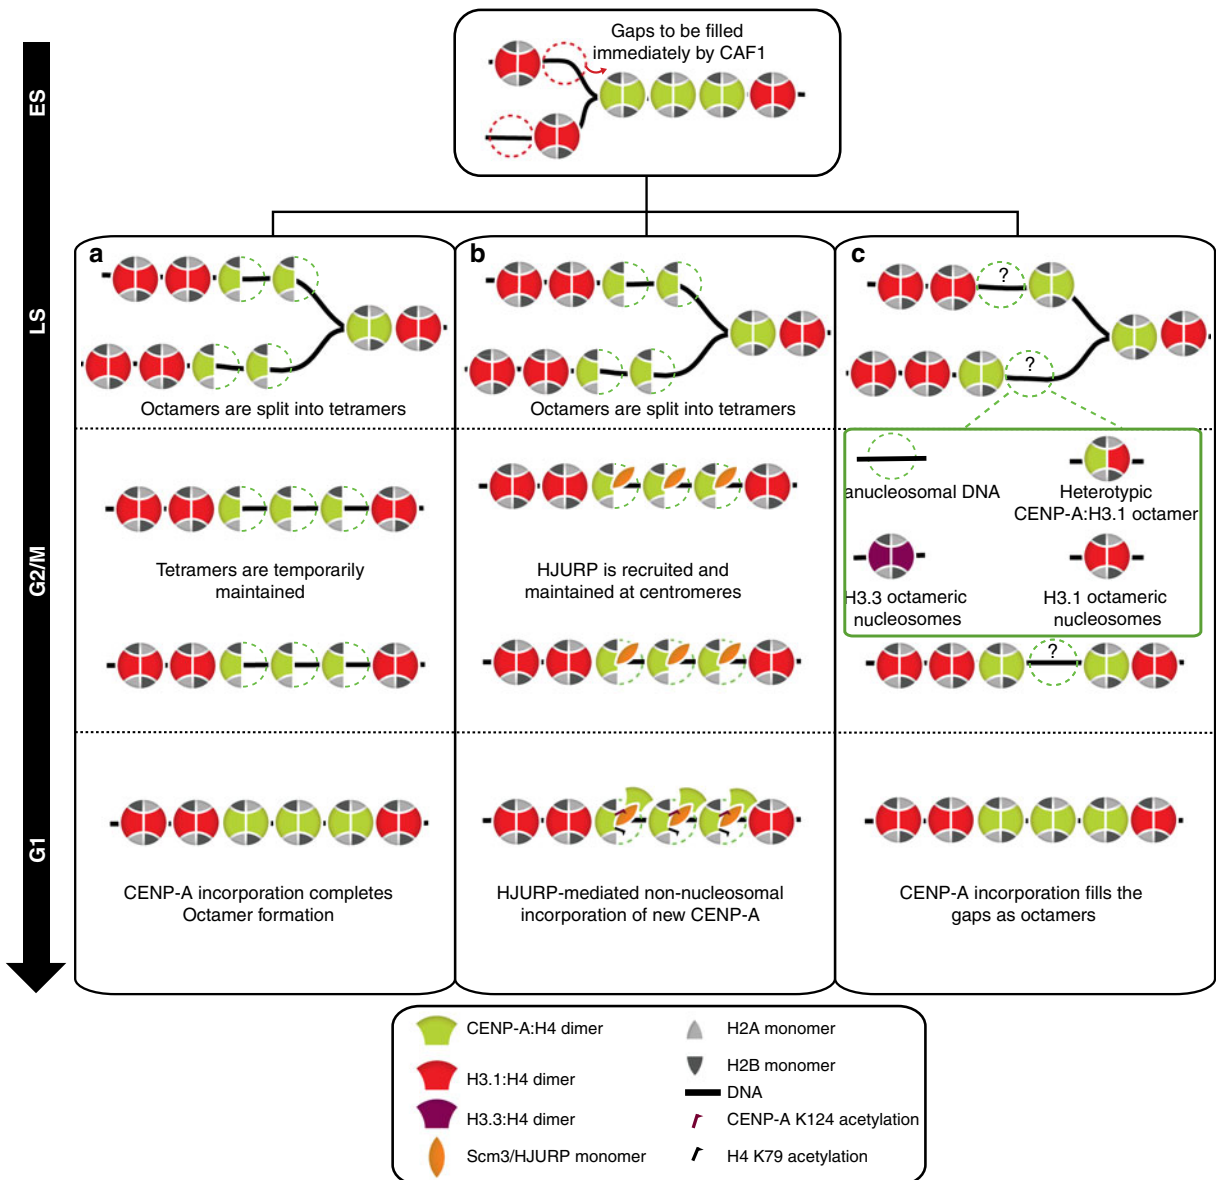 Gaps to be filled
immediately by CAF1
ES
LS
G2/M
G1
a
Octamers are split into tetramers
Tetramers are temporarily
maintained
CENP-A incorporation completes
Octamer formation
b
Octamers are split into tetramers
HJURP is recruited and
maintained at centromeres
HJURP-mediated non-nucleosomal
incorporation of new CENP-A
c
?
?
anucleosomal DNA
Heterotypic
CENP-A:H3.1 octamer
H3.3 octameric
nucleosomes
H3.1 octameric
nucleosomes
?
CENP-A incorporation fills the
gaps as octamers
CENP-A:H4 dimer
H3.1:H4 dimer
H3.3:H4 dimer
Scm3/HJURP monomer
H2A monomer
H2B monomer
DNA
CENP-A K124 acetylation
H4 K79 acetylation